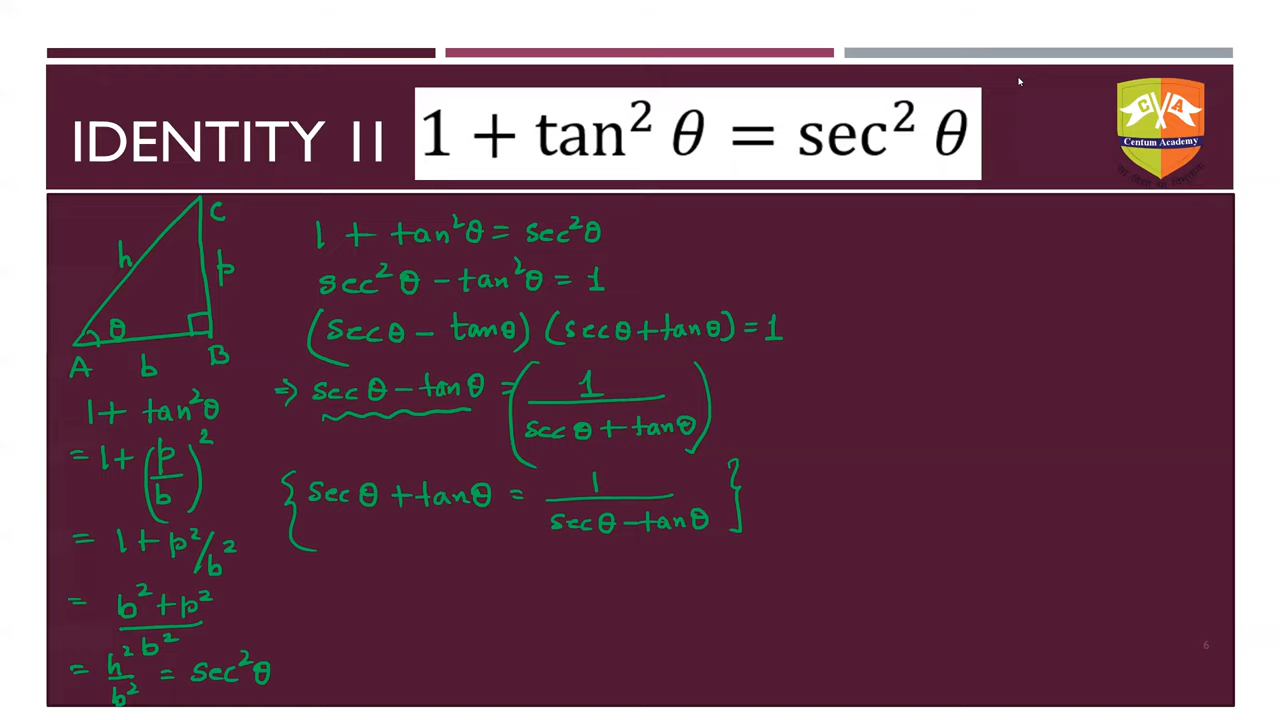 IDENTITY 11 1 + tan² θ = sec² θ
C A
Centum Academy
C
h
p
θ
A
b
B
1 + tan²θ
= 1 + (p/b)²
= 1 + p²/b²
= (b² + p²)/b²
= h²/b² = sec²θ
1 + tan²θ = sec²θ
sec²θ − tan²θ = 1
(secθ − tanθ) (secθ + tanθ) = 1
⇒ secθ − tanθ = (1/(secθ + tanθ))
{secθ + tanθ = 1/(secθ − tanθ)}
6